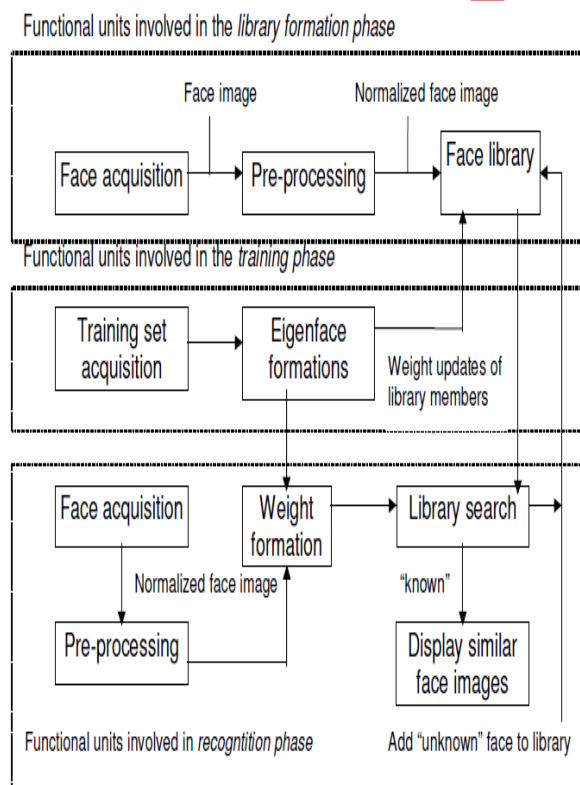 Functional units involved in the library formation phase
Face image
Normalized face image
Face acquisition
Pre-processing
Face library
Functional units involved in the training phase
Training set
acquisition
Eigenface
formations
Weight updates of
library members
Face acquisition
Weight
formation
Library search
Normalized face image
"known"
Pre-processing
Display similar
face images
Functional units involved in recogntition phase
Add "unknown" face to library